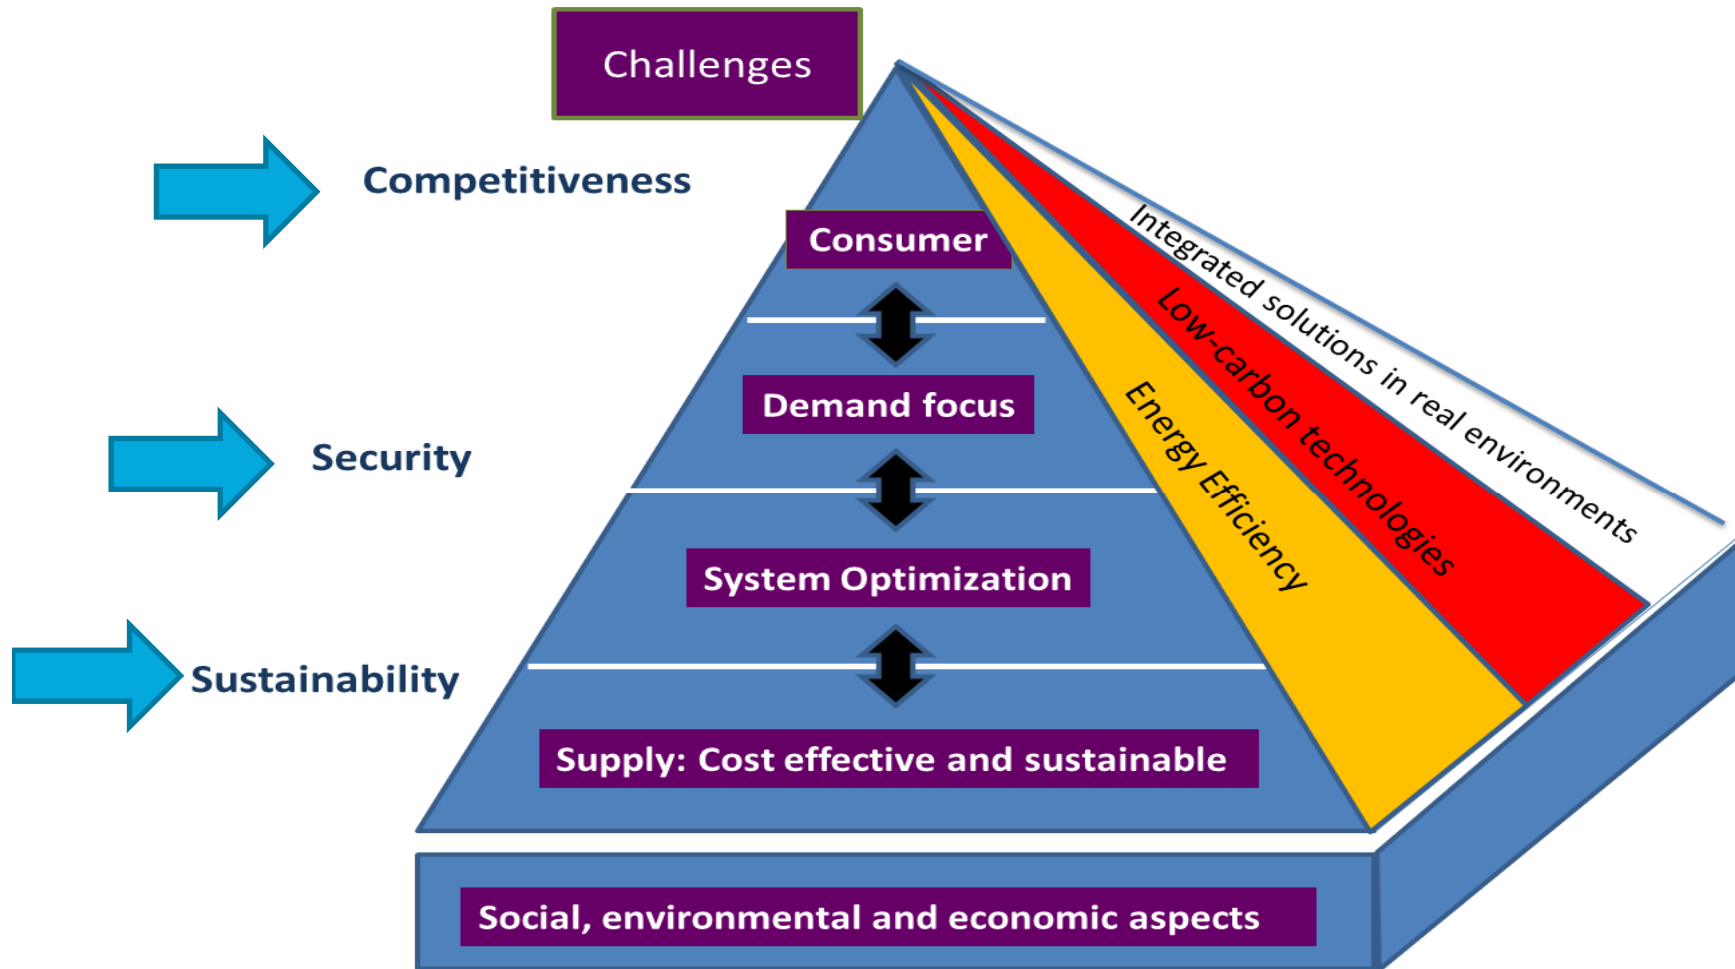 Challenges
Competitiveness
Consumer
Demand focus
Security
System Optimization
Sustainability
Supply: Cost effective and sustainable
Social, environmental and economic aspects
Energy Efficiency
Low-carbon technologies
Integrated solutions in real environments